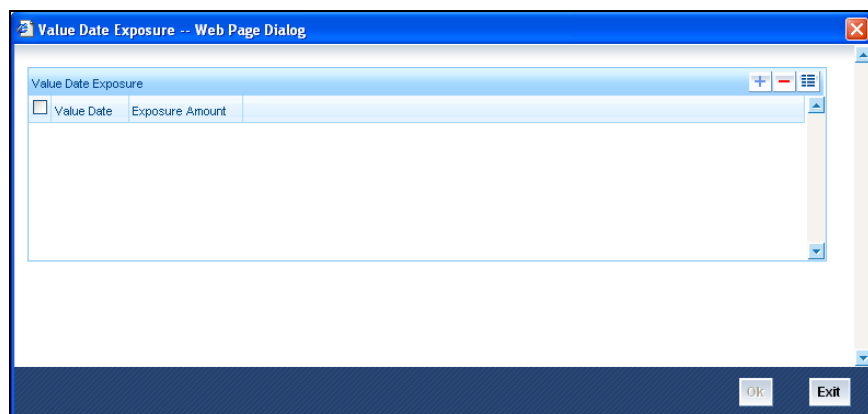 Value Date Exposure -- Web Page Dialog
Value Date Exposure
Value Date Exposure Amount
Ok Exit